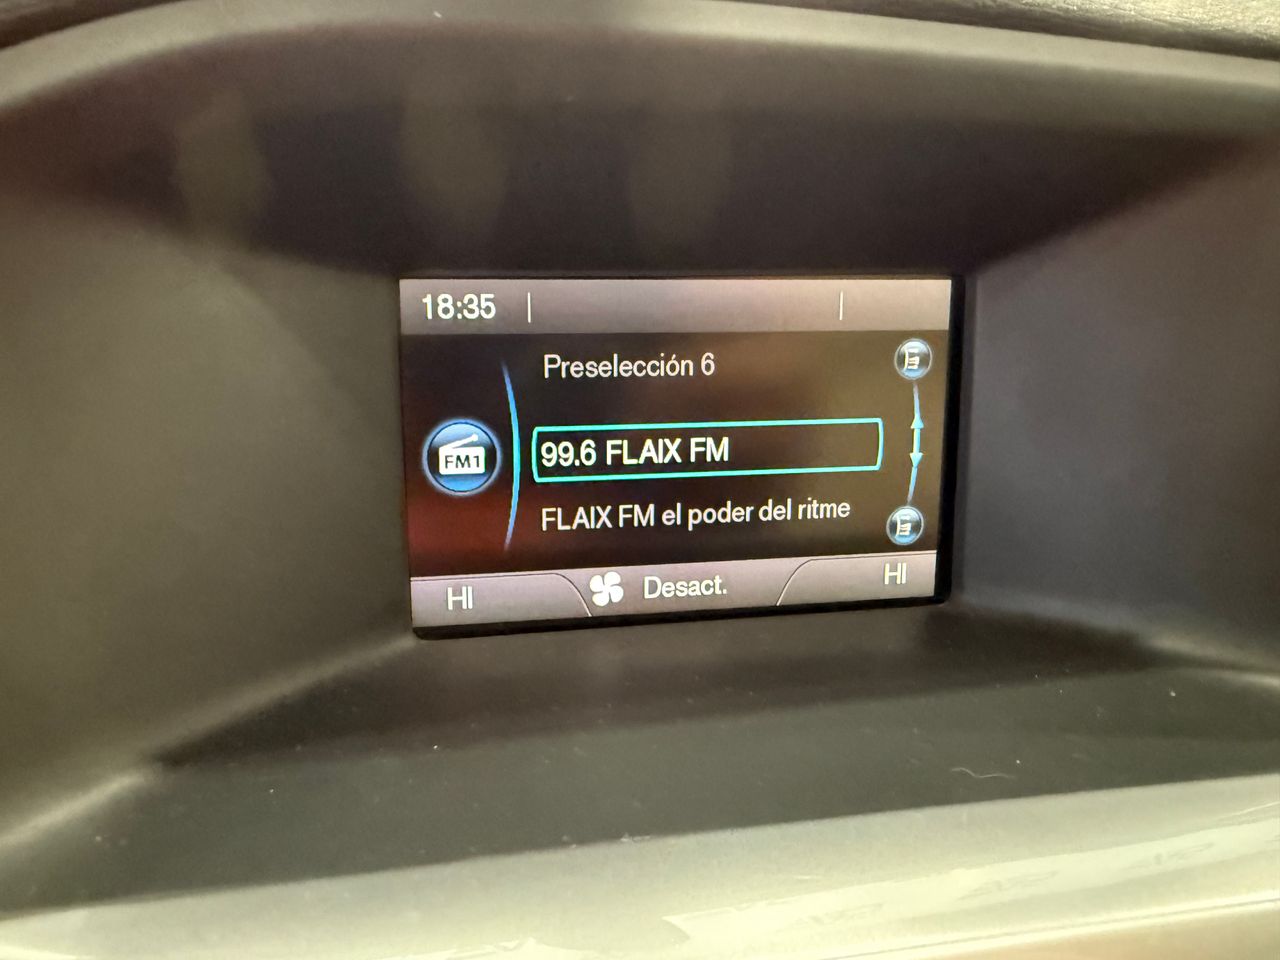 18:35
Preselección 6
FM1
99.6 FLAIX FM
FLAIX FM el poder del ritme
HI
Desact.
HI